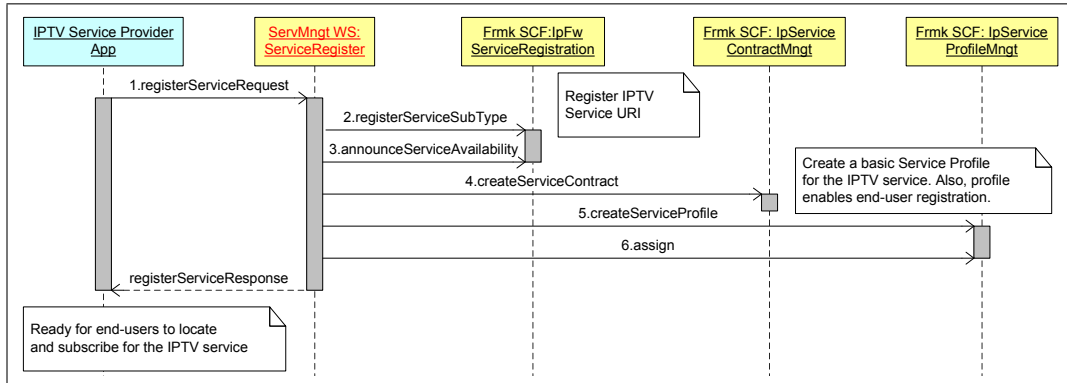 IPTV Service Provider
App
ServMngt WS:
ServiceRegister
Frmk SCF:IpFw
ServiceRegistration
Frmk SCF: IpService
ContractMngt
Frmk SCF: IpService
ProfileMngt
1.registerServiceRequest
Register IPTV
Service URI
2.registerServiceSubType
3.announceServiceAvailability
Create a basic Service Profile
for the IPTV service. Also, profile
enables end-user registration.
4.createServiceContract
5.createServiceProfile
6.assign
registerServiceResponse
Ready for end-users to locate
and subscribe for the IPTV service